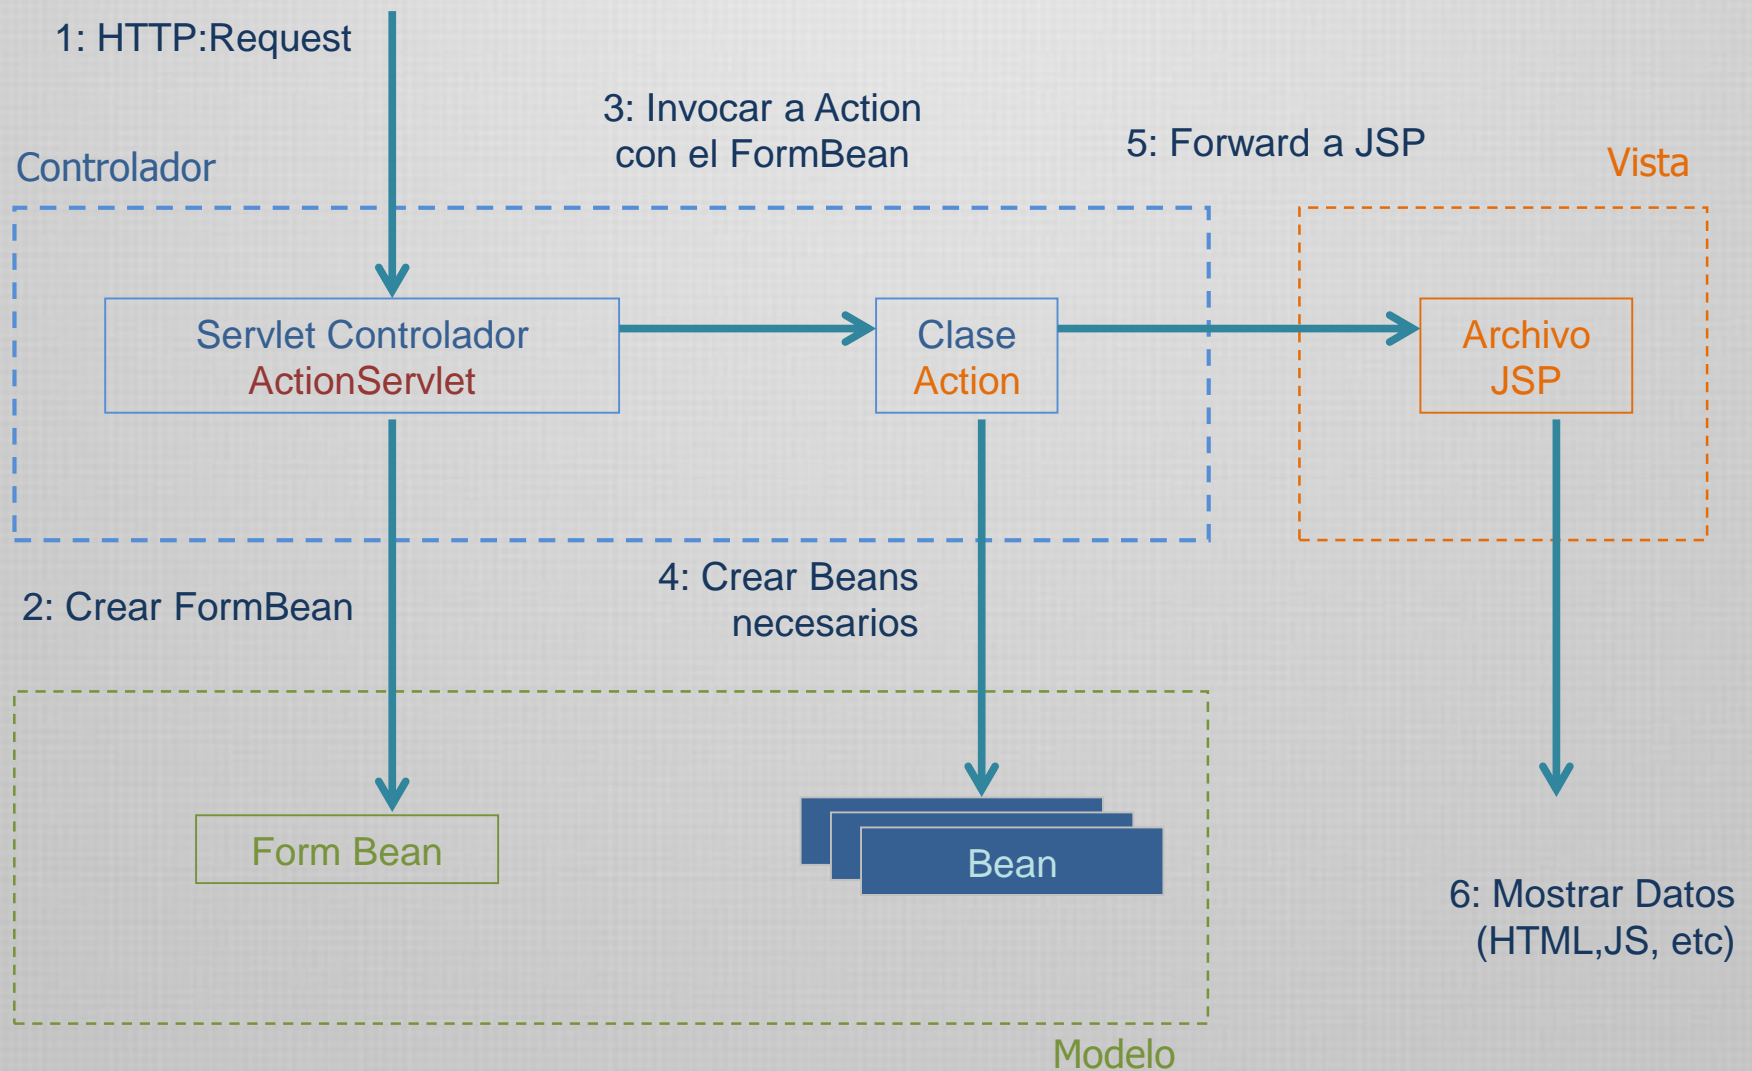 1: HTTP:Request
3: Invocar a Action
con el FormBean
5: Forward a JSP
Controlador
Vista
Servlet Controlador
ActionServlet
Clase
Action
Archivo
JSP
2: Crear FormBean
4: Crear Beans
necesarios
Form Bean
Bean
6: Mostrar Datos
(HTML,JS, etc)
Modelo